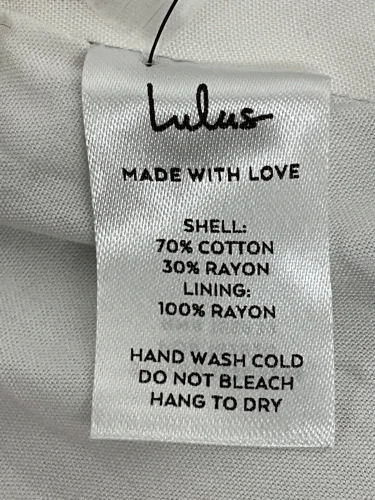 Lulus
MADE WITH LOVE
SHELL:
70% COTTON
30% RAYON
LINING:
100% RAYON
HAND WASH COLD
DO NOT BLEACH
HANG TO DRY